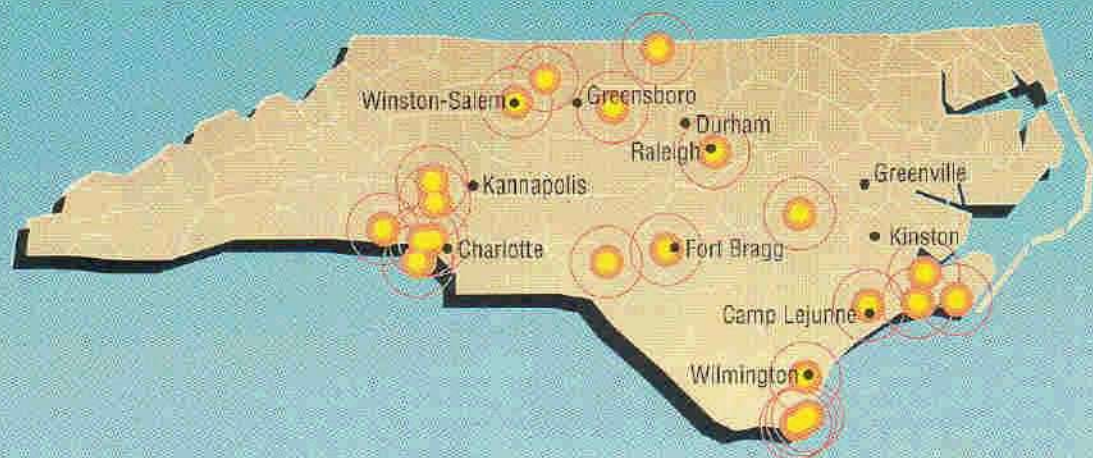 Winston-Salem
Greensboro
Durham
Raleigh
Kannapolis
Greenville
Charlotte
Fort Bragg
Kinston
Camp Lejunne
Wilmington